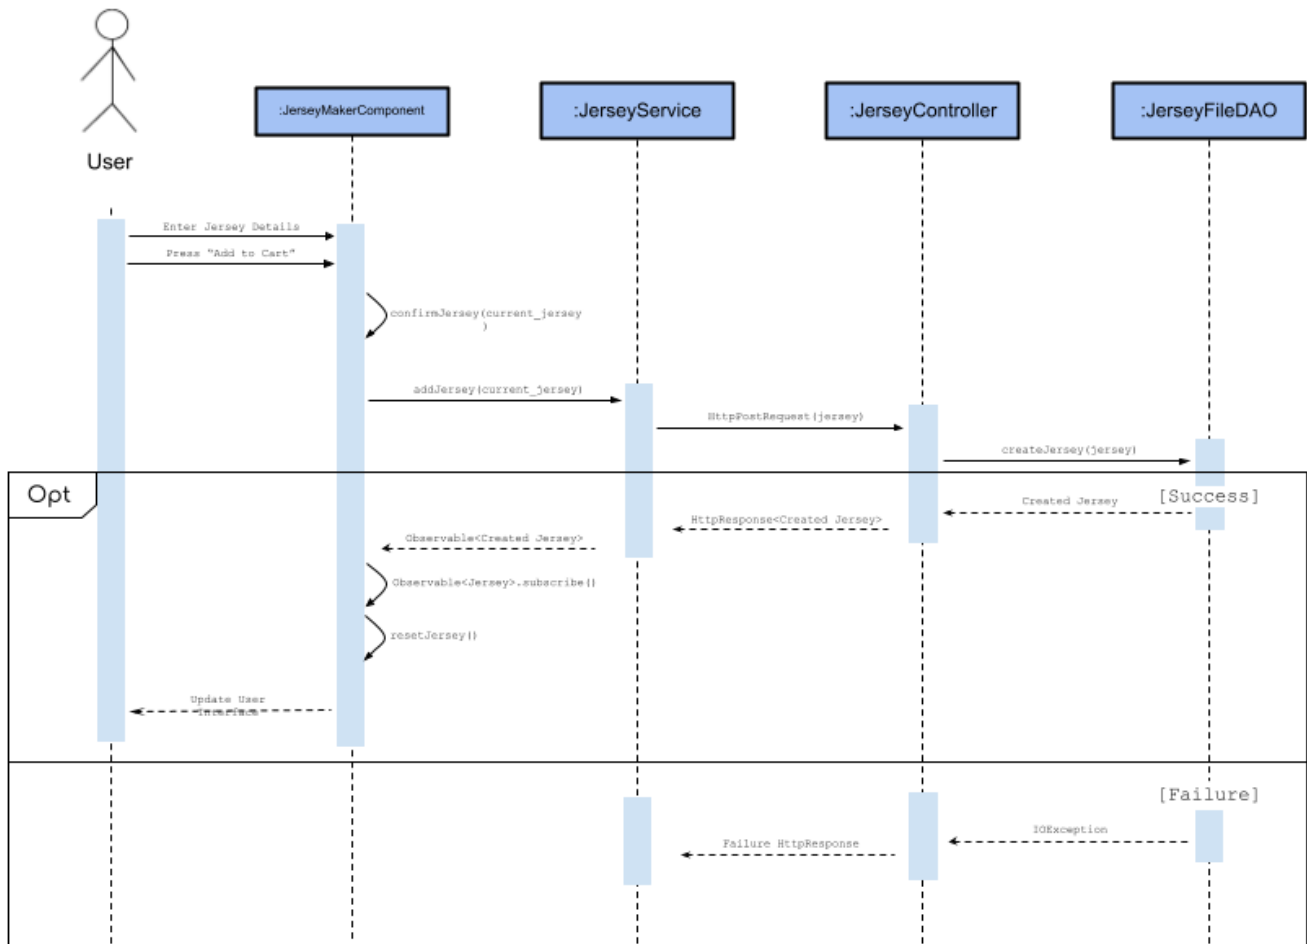 :JerseyMakerComponent
:JerseyService
:JerseyController
:JerseyFileDAO
User
Enter Jersey Details
Press "Add to Cart"
confirmJersey(current_jersey
)
addJersey(current_jersey)
HttpPostRequest(jersey)
createJersey(jersey)
Opt
[Success]
Created Jersey
HttpResponse<Created Jersey>
Observable<Created Jersey>
Observable<Jersey>.subscribe()
resetJersey()
Update User
Interface
[Failure]
IOException
Failure HttpResponse